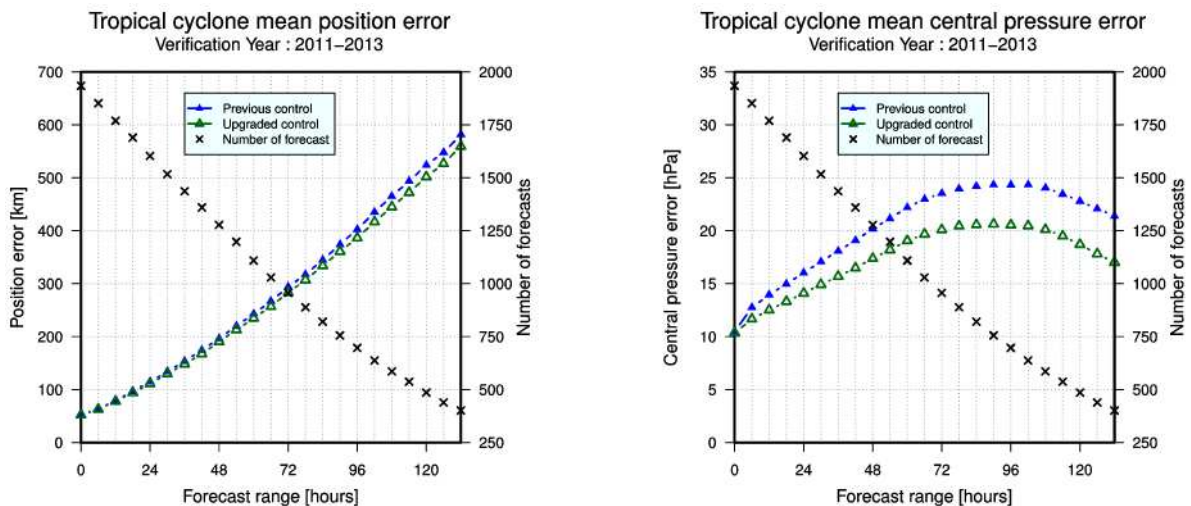 Tropical cyclone mean position error
Verification Year : 2011–2013
700
600
500
400
300
200
100
0
Position error [km]
2000
1750
1500
1250
1000
750
500
250
Number of forecasts
Previous control
Upgraded control
Number of forecast
0 24 48 72 96 120
Forecast range [hours]
Tropical cyclone mean central pressure error
Verification Year : 2011–2013
35
30
25
20
15
10
5
0
Central pressure error [hPa]
2000
1750
1500
1250
1000
750
500
250
Number of forecasts
Previous control
Upgraded control
Number of forecast
0 24 48 72 96 120
Forecast range [hours]